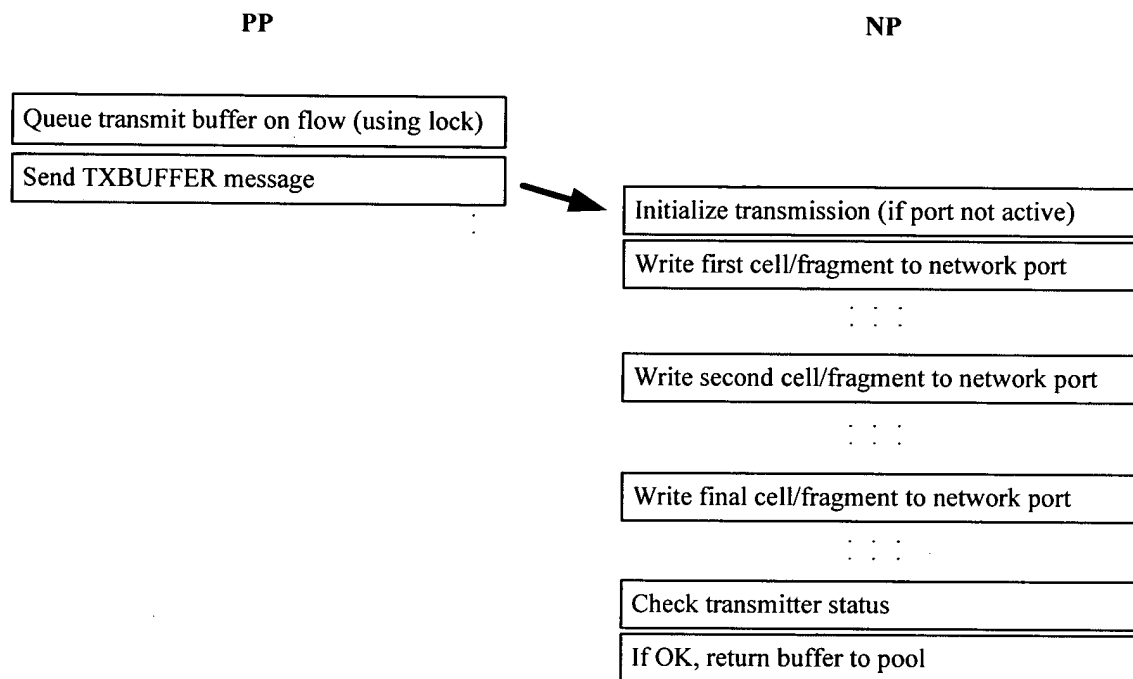 PP
NP
Queue transmit buffer on flow (using lock)
Send TXBUFFER message
Initialize transmission (if port not active)
Write first cell/fragment to network port
Write second cell/fragment to network port
Write final cell/fragment to network port
Check transmitter status
If OK, return buffer to pool